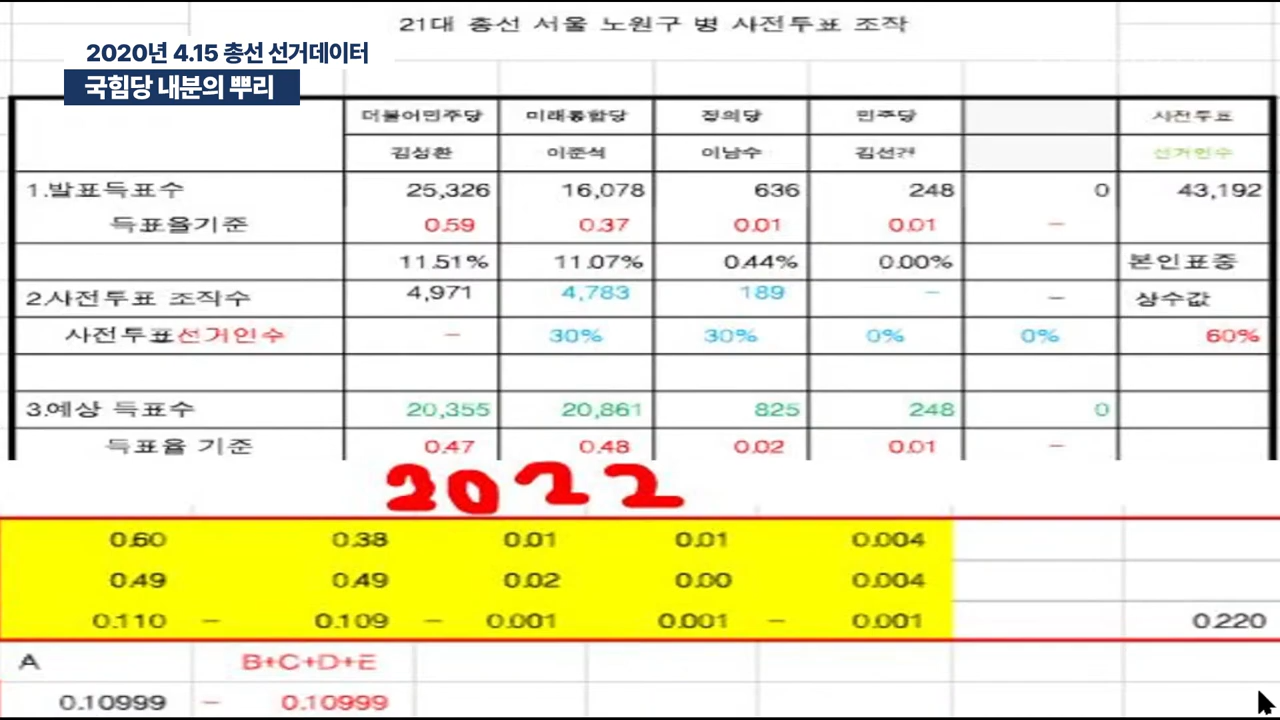 21대 총선 서울 노원구 병 사전투표 조작
2020년 4.15 총선 선거데이터
국힘당 내분의 뿌리
더불어민주당 미래통합당 정의당 민주당 사전투표
김성환 이준석 이남수 김선건 선거인수
1.발표득표수 25,326 16,078 636 248 0 43,192
득표율기준 0.59 0.37 0.01 0.01 –
11.51% 11.07% 0.44% 0.00% 본인표중
2.사전투표 조작수 4,971 4,783 189 – – 상수값
사전투표선거인수 – 30% 30% 0% 0% 60%
3.예상 득표수 20,355 20,861 825 248 0
득표율 기준 0.47 0.48 0.02 0.01 –
2022
0.60 0.38 0.01 0.01 0.004
0.49 0.49 0.02 0.00 0.004
0.110 – 0.109 – 0.001 0.001 – 0.001 0.220
A B+C+D+E
0.10999 – 0.10999